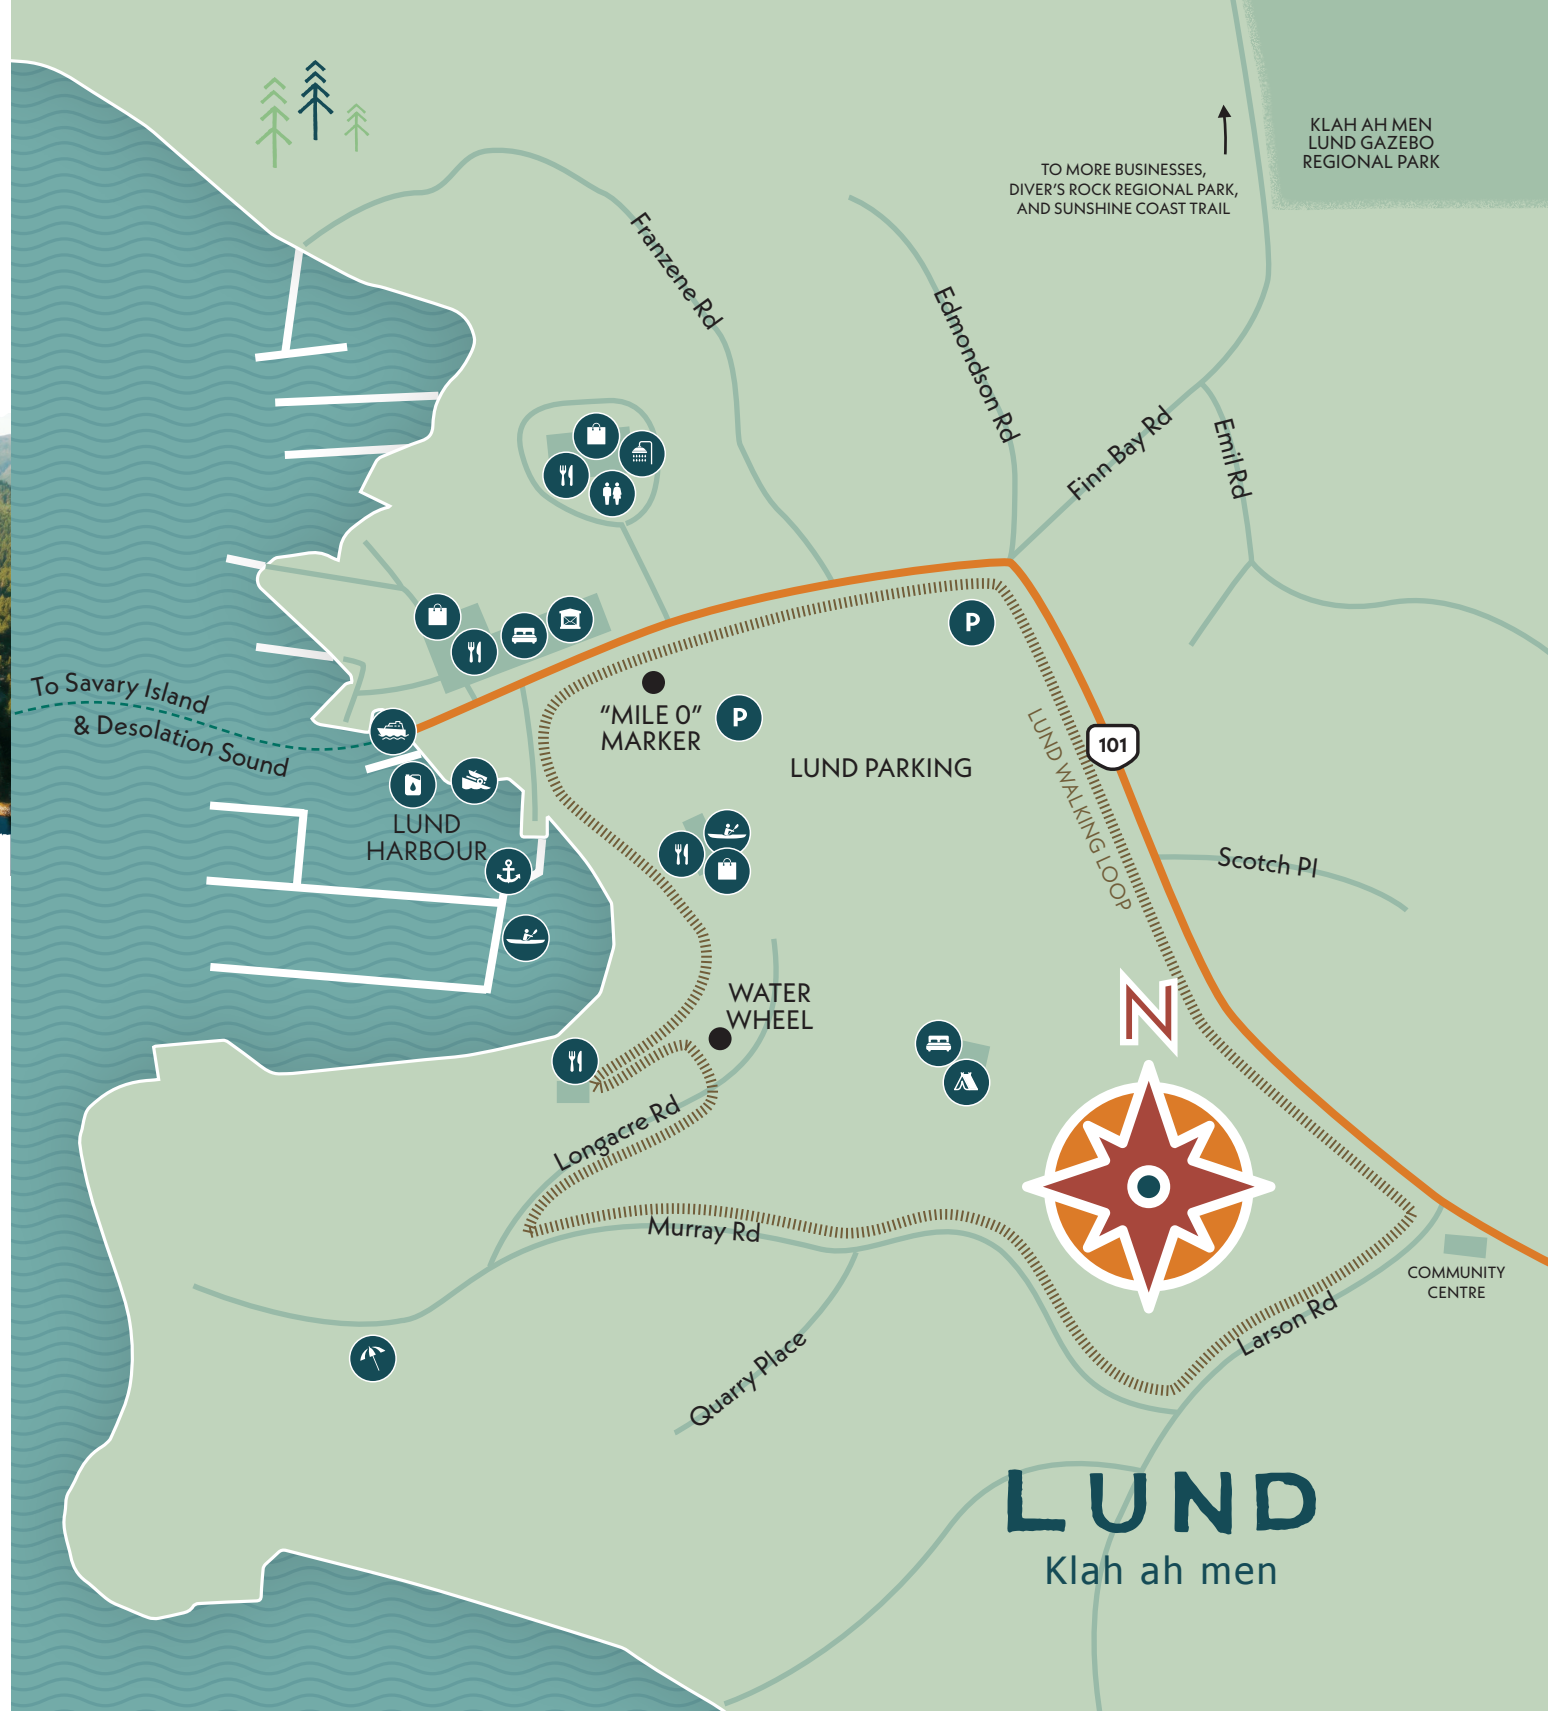 KLAH AH MEN
LUND GAZEBO
REGIONAL PARK
TO MORE BUSINESSES,
DIVER'S ROCK REGIONAL PARK,
AND SUNSHINE COAST TRAIL
Franzene Rd
Edmondson Rd
Finn Bay Rd
Emil Rd
P
To Savary Island
& Desolation Sound
"MILE 0"
MARKER
P
LUND PARKING
101
LUND WALKING LOOP
LUND
HARBOUR
Scotch Pl
WATER
WHEEL
N
Longacre Rd
Murray Rd
COMMUNITY
CENTRE
Larson Rd
Quarry Place
LUND
Klah ah men